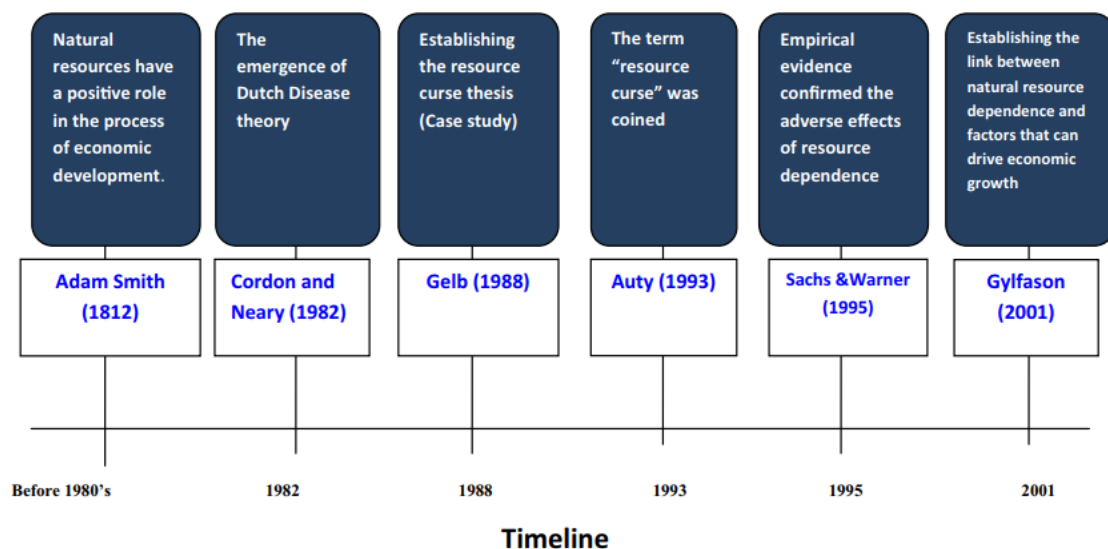 Natural
resources have
a positive role
in the process
of economic
development.
The
emergence of
Dutch Disease
theory
Establishing
the resource
curse thesis
(Case study)
The term
“resource
curse” was
coined
Empirical
evidence
confirmed the
adverse effects
of resource
dependence
Establishing the
link between
natural resource
dependence and
factors that can
drive economic
growth
Adam Smith
(1812)
Cordon and
Neary (1982)
Gelb (1988)
Auty (1993)
Sachs &Warner
(1995)
Gylfason
(2001)
Before 1980’s
1982
1988
1993
1995
2001
Timeline